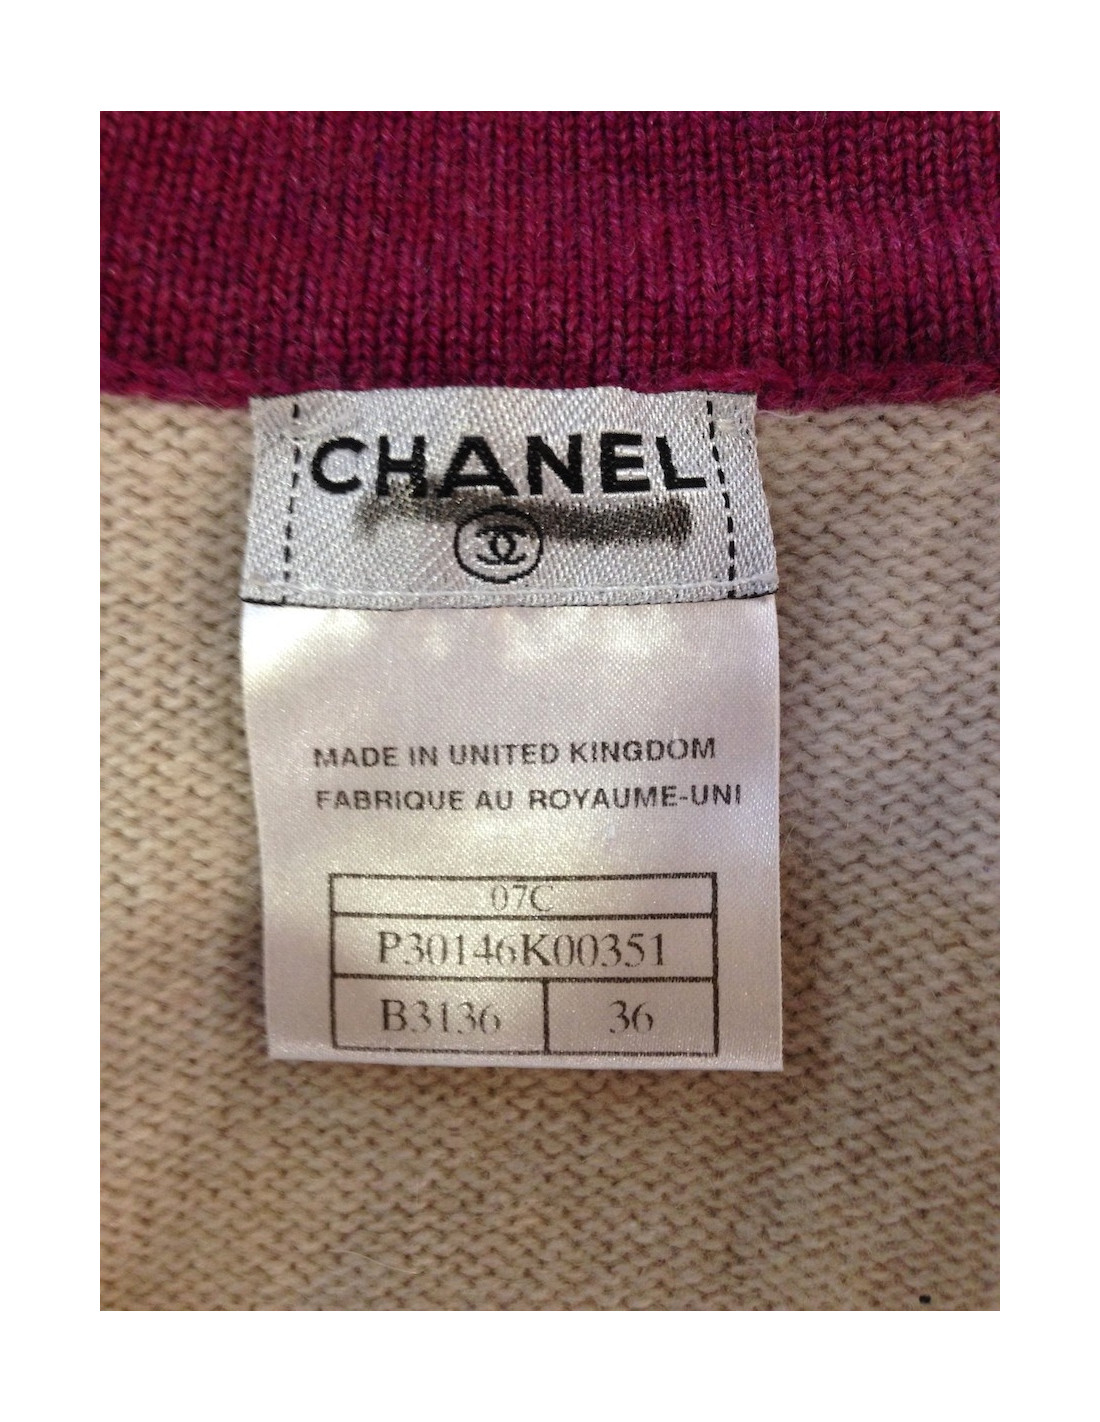 CHANEL
MADE IN UNITED KINGDOM
FABRIQUE AU ROYAUME-UNI
07C
P30146K00351
B3136 36